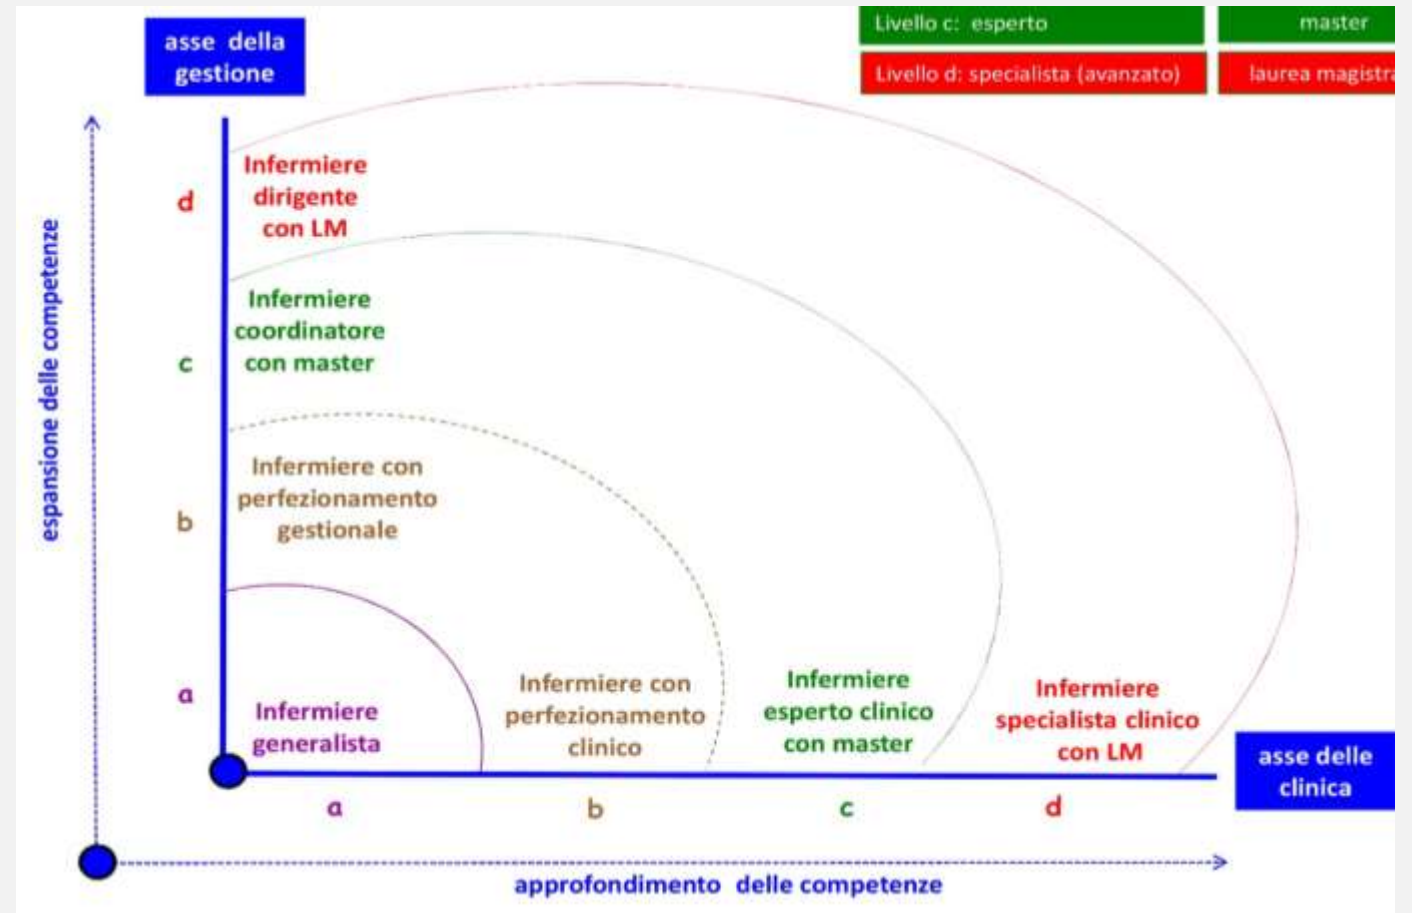 asse della
gestione
Livello c: esperto
master
Livello d: specialista (avanzato)
laurea
espansione delle competenze
d
Infermiere
dirigente
con LM
c
Infermiere
coordinatore
con master
b
Infermiere con
perfezionamento
gestionale
a
Infermiere
generalista
Infermiere con
perfezionamento
clinico
Infermiere
esperto clinico
con master
Infermiere
specialista clinico
con LM
asse delle
clinica
a
b
c
d
approfondimento delle competenze